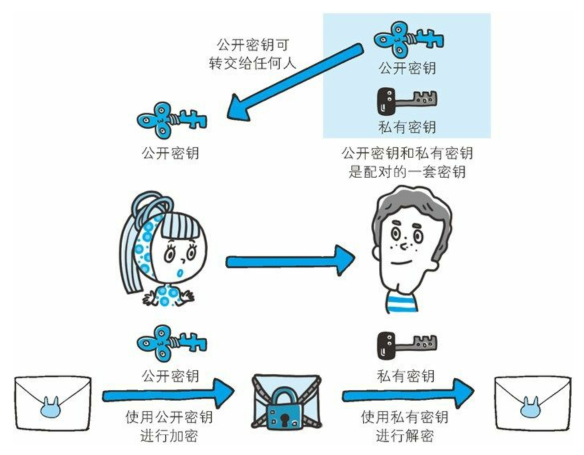 公开密钥可
转交给任何人
公开密钥
私有密钥
公开密钥
公开密钥和私有密钥
是配对的一套密钥
公开密钥
私有密钥
使用公开密钥
进行加密
使用私有密钥
进行解密